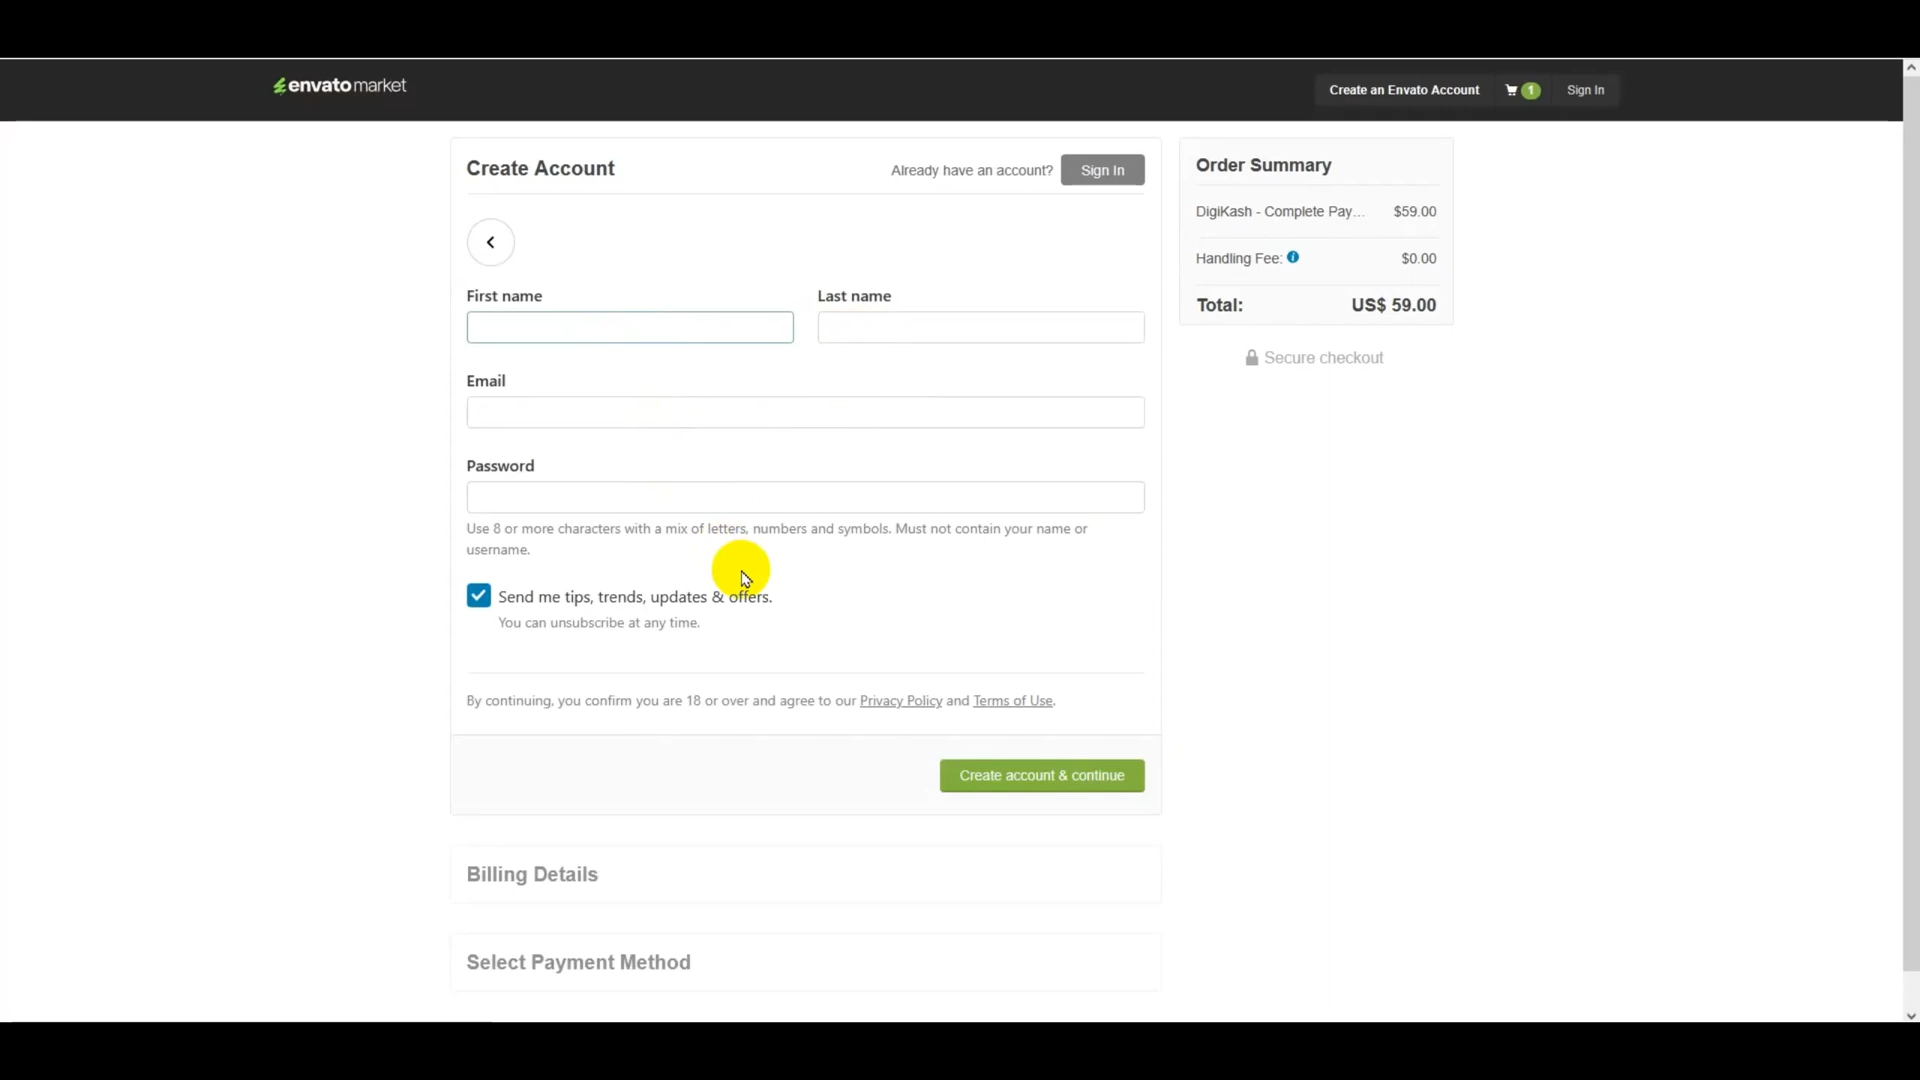 envato market
Create an Envato Account 1 Sign In
Create Account
Already have an account? Sign In
First name
Last name
Email
Password
Use 8 or more characters with a mix of letters, numbers and symbols. Must not contain your name or
username.
Send me tips, trends, updates & offers.
You can unsubscribe at any time.
By continuing, you confirm you are 18 or over and agree to our Privacy Policy and Terms of Use.
Create account & continue
Billing Details
Select Payment Method
Order Summary
DigiKash - Complete Pay... $59.00
Handling Fee: $0.00
Total: US$ 59.00
Secure checkout